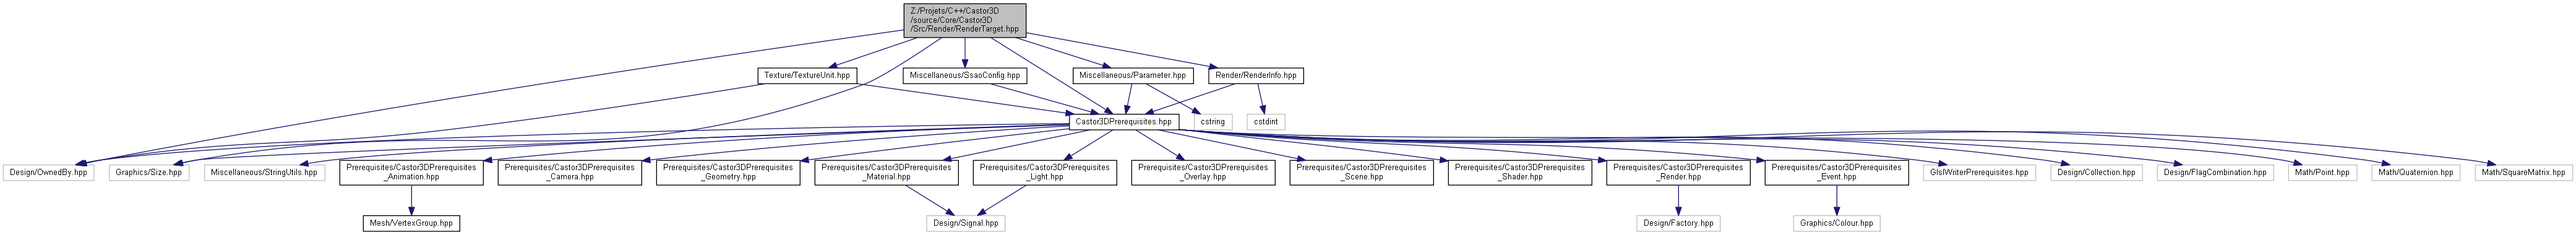 Z:/Projets/C++/Castor3D
/source/Core/Castor3D
/Src/Render/RenderTarget.hpp
Texture/TextureUnit.hpp
Miscellaneous/SsaoConfig.hpp
Miscellaneous/Parameter.hpp
Render/RenderInfo.hpp
Castor3DPrerequisites.hpp
cstring
cstdint
Design/OwnedBy.hpp
Graphics/Size.hpp
Miscellaneous/StringUtils.hpp
Prerequisites/Castor3DPrerequisites
_Animation.hpp
Prerequisites/Castor3DPrerequisites
_Camera.hpp
Prerequisites/Castor3DPrerequisites
_Geometry.hpp
Prerequisites/Castor3DPrerequisites
_Material.hpp
Prerequisites/Castor3DPrerequisites
_Light.hpp
Prerequisites/Castor3DPrerequisites
_Overlay.hpp
Prerequisites/Castor3DPrerequisites
_Scene.hpp
Prerequisites/Castor3DPrerequisites
_Shader.hpp
Prerequisites/Castor3DPrerequisites
_Render.hpp
Prerequisites/Castor3DPrerequisites
_Event.hpp
GlslWriterPrerequisites.hpp
Design/Collection.hpp
Design/FlagCombination.hpp
Math/Point.hpp
Math/Quaternion.hpp
Math/SquareMatrix.hpp
Mesh/VertexGroup.hpp
Design/Signal.hpp
Design/Factory.hpp
Graphics/Colour.hpp